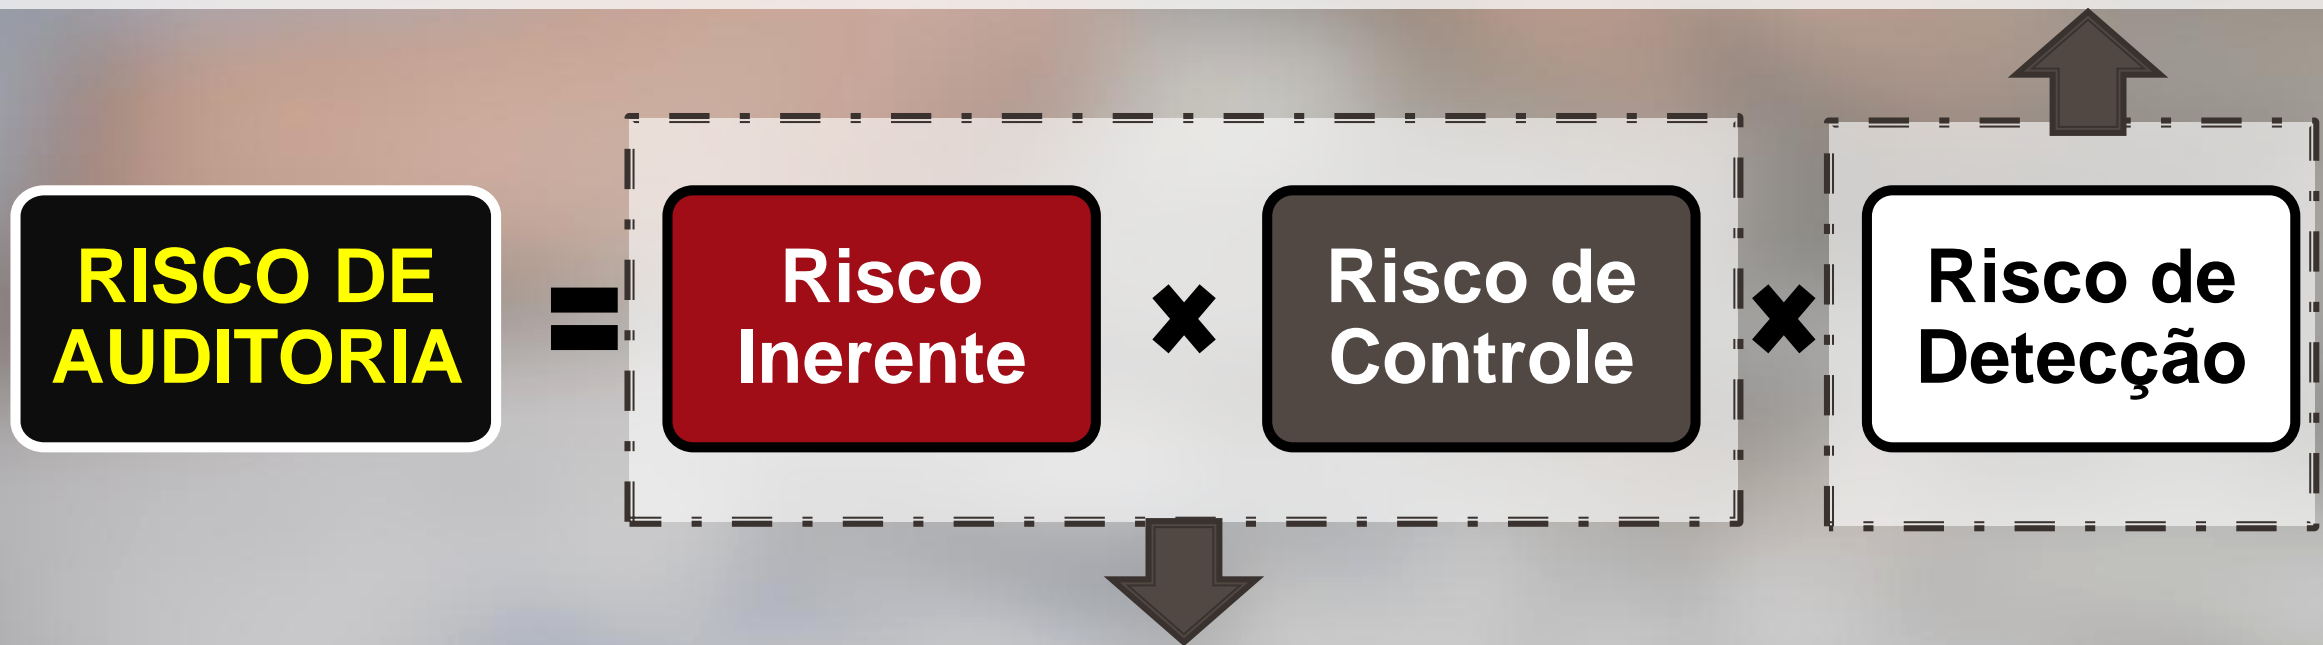 RISCO DE
AUDITORIA
=
Risco
Inerente
×
Risco de
Controle
×
Risco de
Detecção